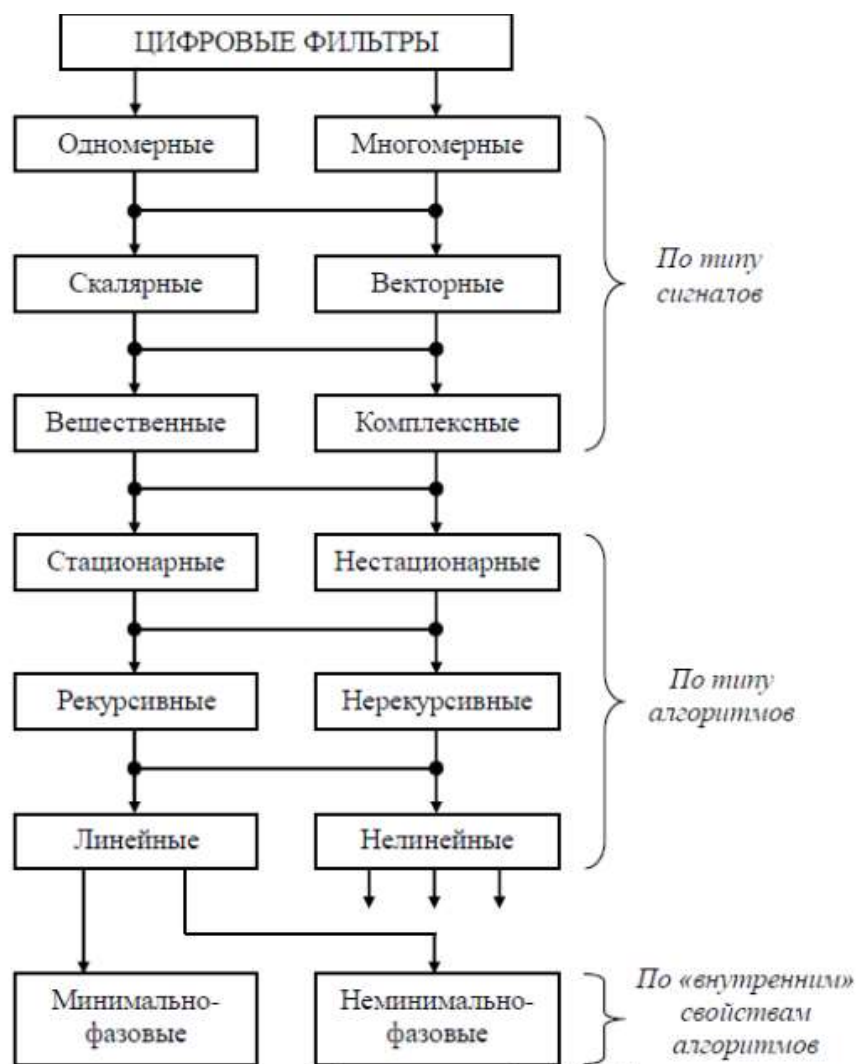 ЦИФРОВЫЕ ФИЛЬТРЫ
Одномерные
Многомерные
Скалярные
Векторные
По типу
сигналов
Вещественные
Комплексные
Стационарные
Нестационарные
Рекурсивные
Нерекурсивные
По типу
алгоритмов
Линейные
Нелинейные
Минимально-
фазовые
Неминимально-
фазовые
По «внутренним»
свойствам
алгоритмов